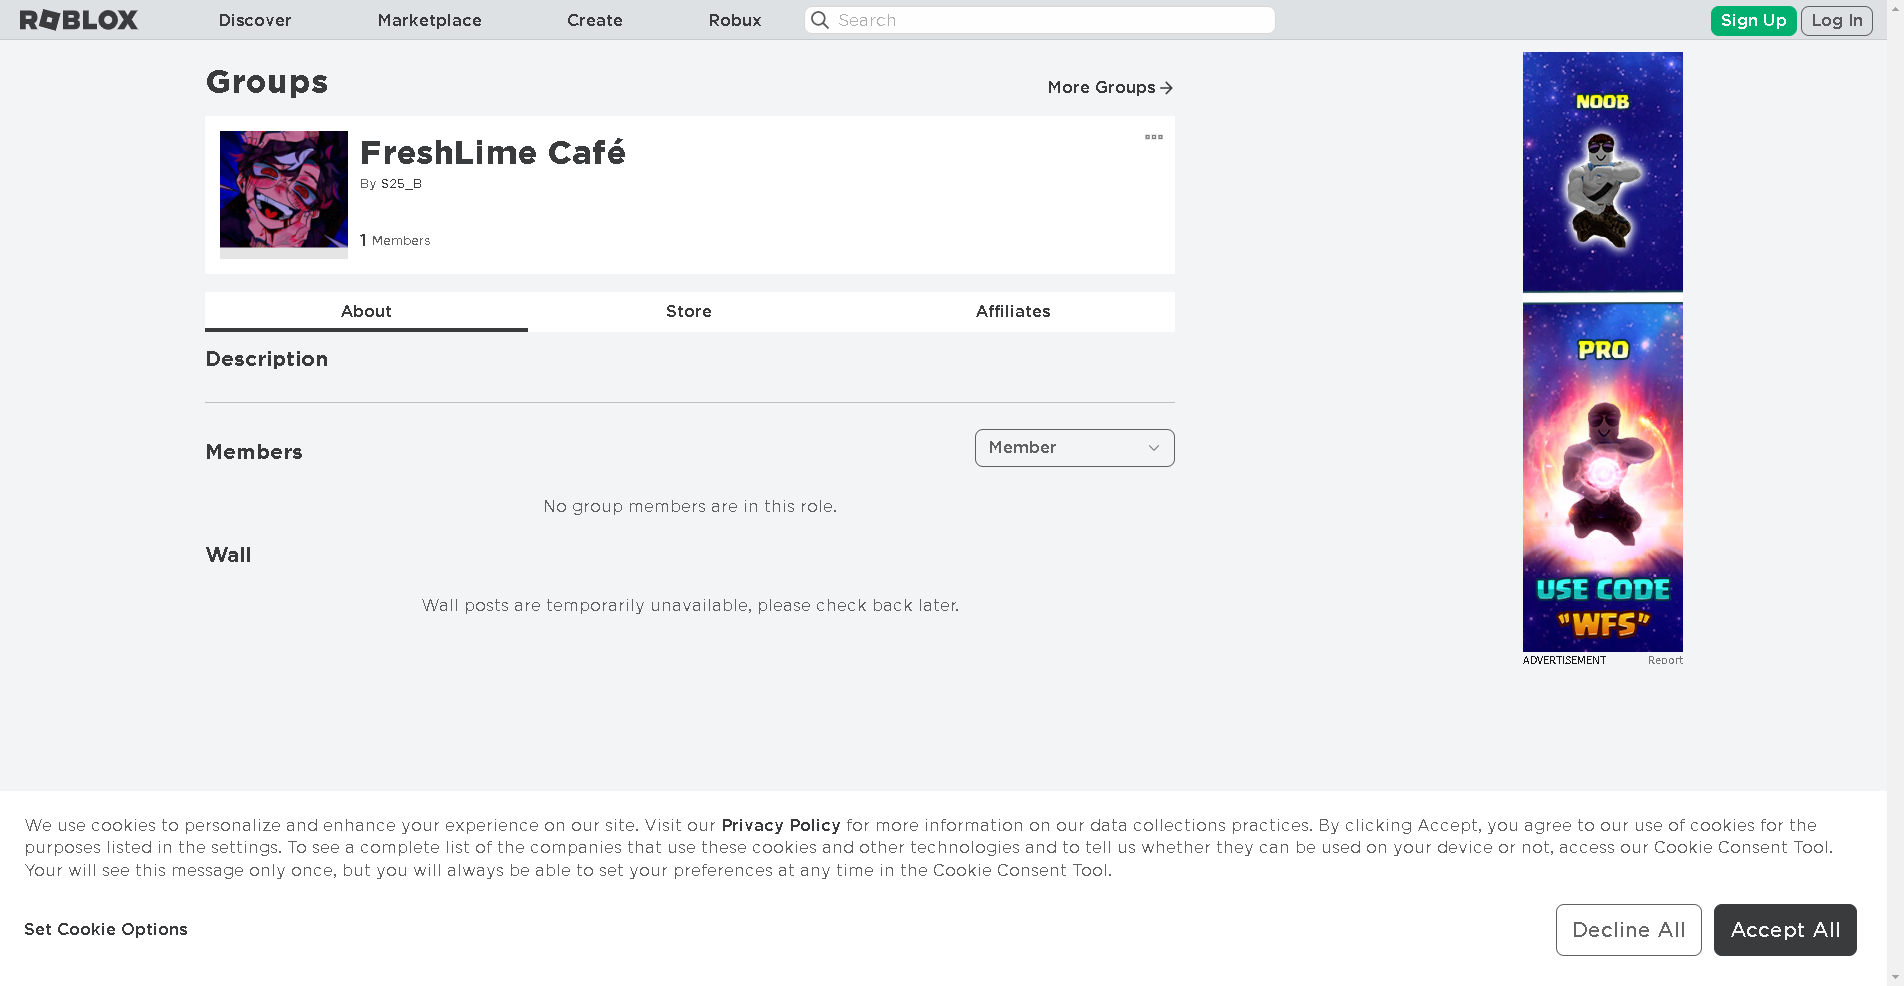 ROBLOX
Discover
Marketplace
Create
Robux
Search
Sign Up
Log In
Groups
More Groups
FreshLime Café
By S25_B
1 Members
About
Store
Affiliates
Description
Members
Member
No group members are in this role.
Wall
Wall posts are temporarily unavailable, please check back later.
NOOB
PRO
USE CODE
"WFS"
ADVERTISEMENT
Report
We use cookies to personalize and enhance your experience on our site. Visit our Privacy Policy for more information on our data collections practices. By clicking Accept, you agree to our use of cookies for the
purposes listed in the settings. To see a complete list of the companies that use these cookies and other technologies and to tell us whether they can be used on your device or not, access our Cookie Consent Tool.
Your will see this message only once, but you will always be able to set your preferences at any time in the Cookie Consent Tool.
Set Cookie Options
Decline All
Accept All